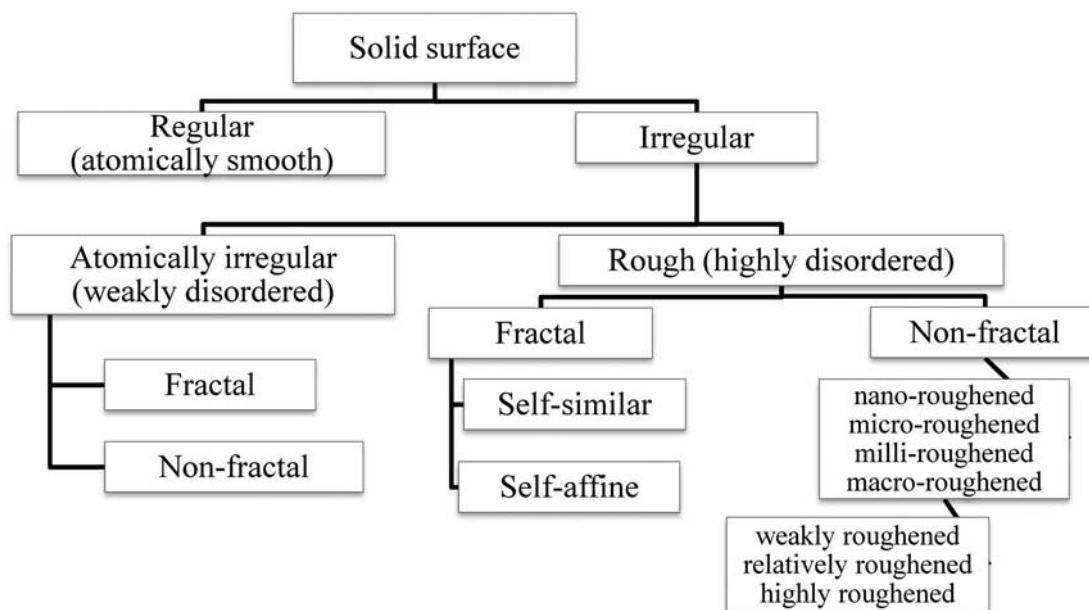 Solid surface
Regular
(atomically smooth)
Irregular
Atomically irregular
(weakly disordered)
Rough (highly disordered)
Fractal
Non-fractal
Fractal
Self-similar
Self-affine
Non-fractal
nano-roughened
micro-roughened
milli-roughened
macro-roughened
weakly roughened
relatively roughened
highly roughened